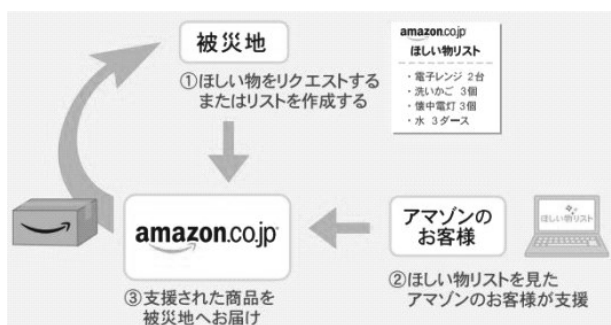 被災地
①ほしい物をリクエストする
またはリストを作成する
amazon.co.jp
ほしい物リスト
・電子レンジ 2台
・洗いかご 3個
・懐中電灯 3個
・水 3ダース
amazon.co.jp
アマゾンの
お客様
ほしい物リスト
②ほしい物リストを見た
アマゾンのお客様が支援
③支援された商品を
被災地へお届け